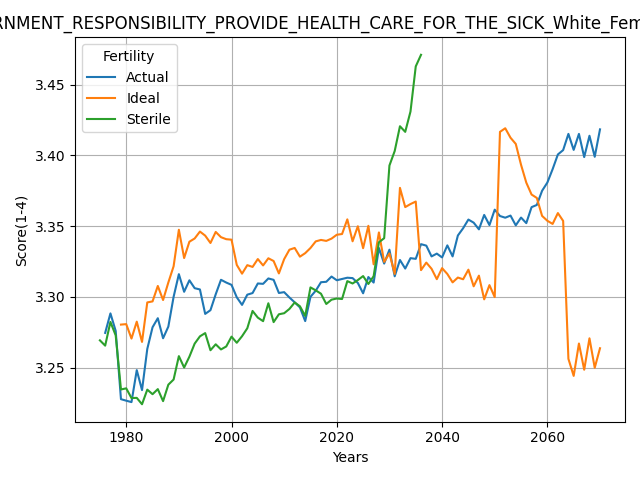 RNMENT_RESPONSIBILITY_PROVIDE_HEALTH_CARE_FOR_THE_SICK_White_Fem
Fertility
Actual
Ideal
Sterile
3.45
3.40
3.35
3.30
3.25
Score(1-4)
1980 2000 2020 2040 2060
Years